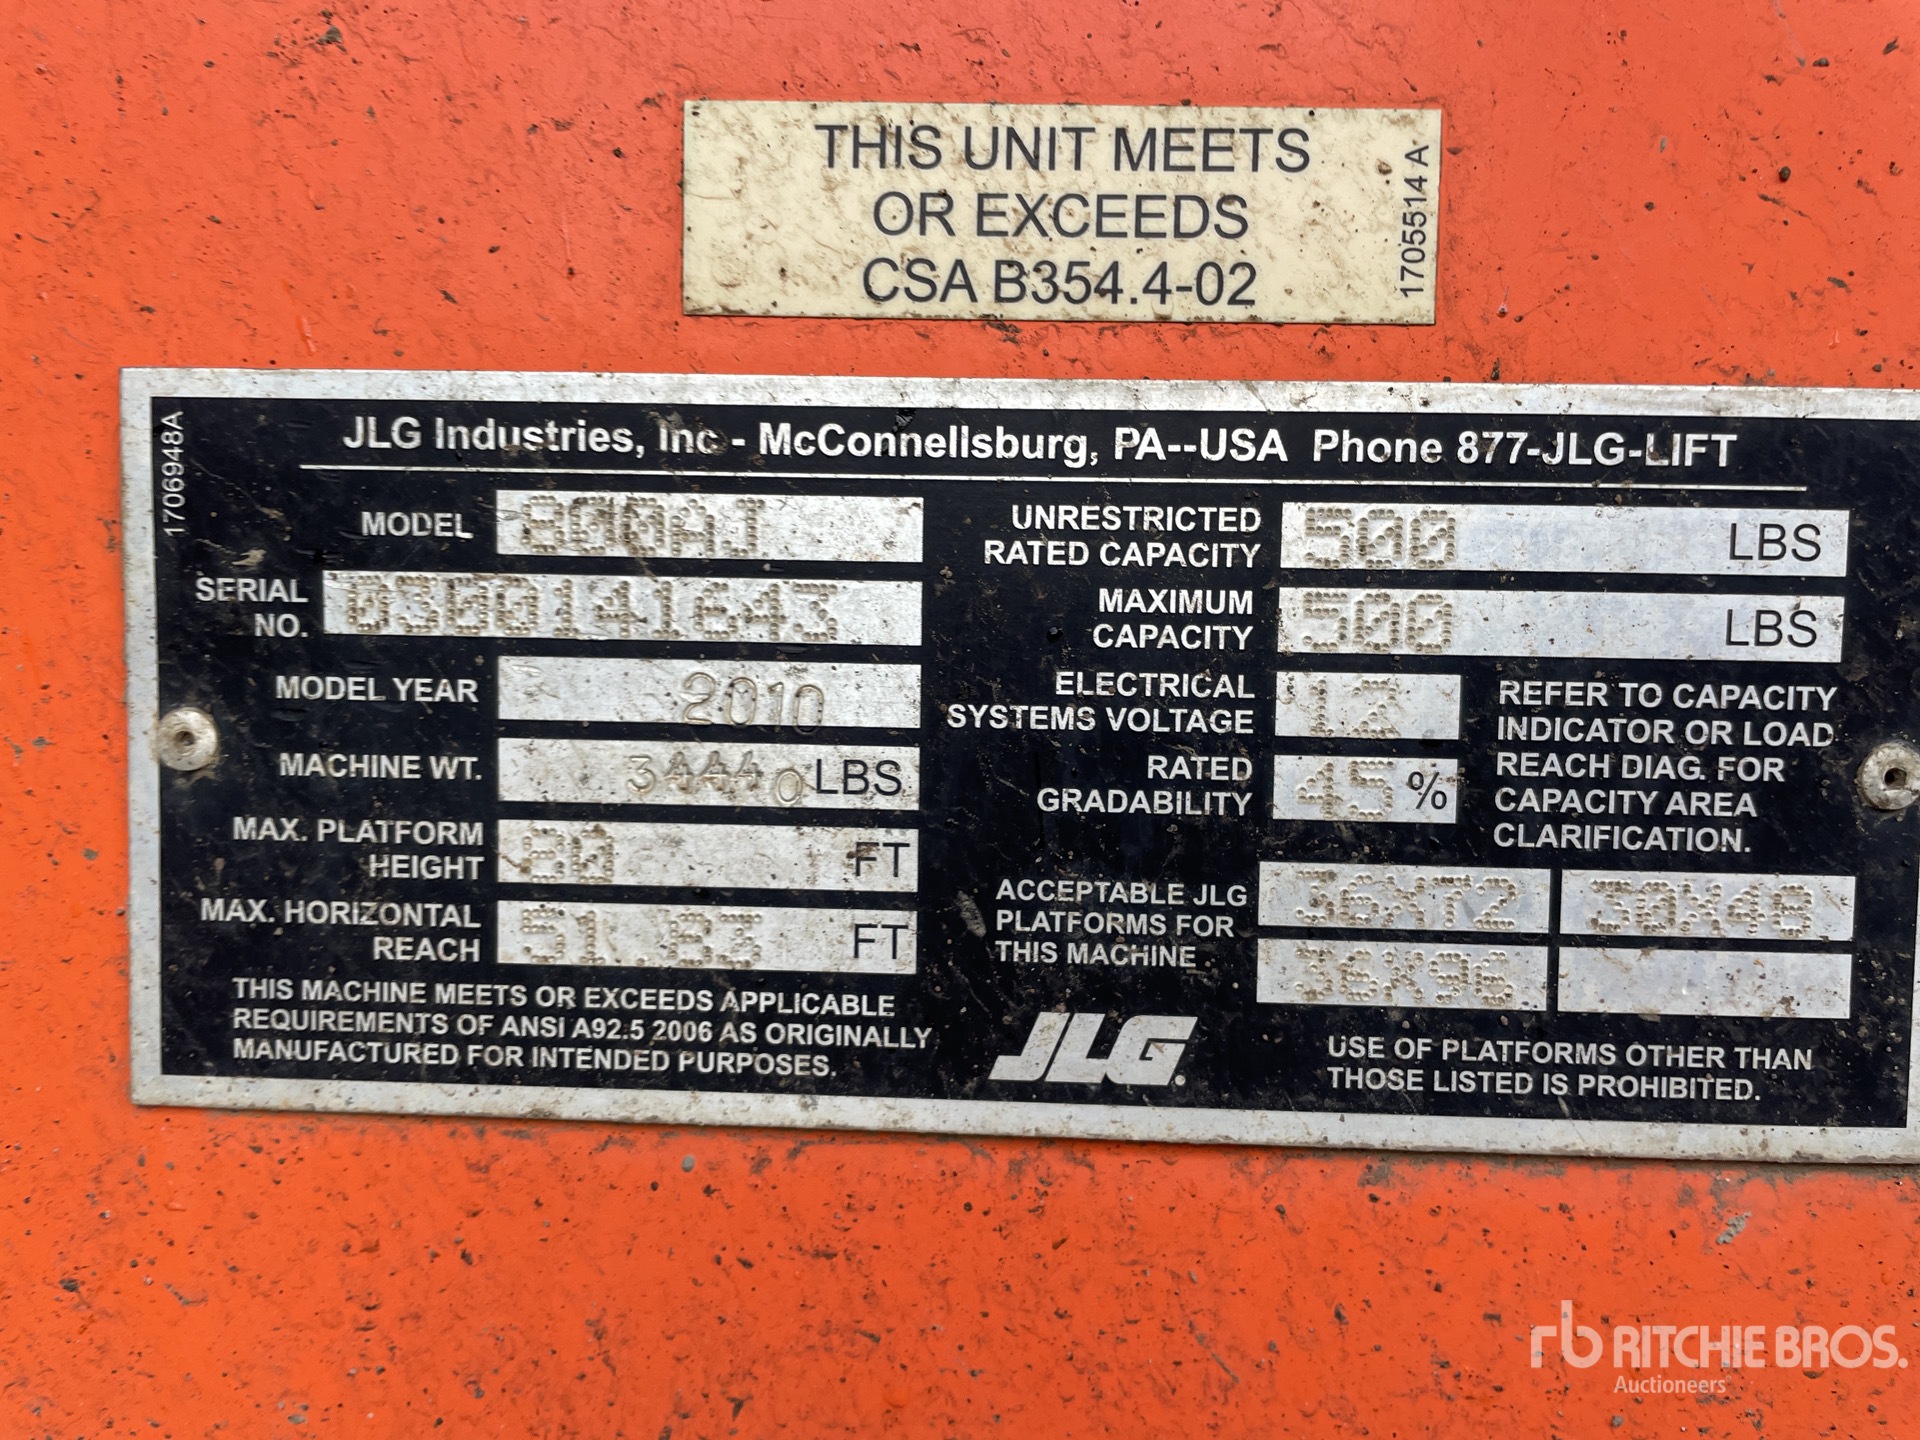 THIS UNIT MEETS
OR EXCEEDS
CSA B354.4-02
1705514 A
1706948A
JLG Industries, Inc - McConnellsburg, PA--USA Phone 877-JLG-LIFT
MODEL 800AJ
SERIAL
NO. 0300141643
MODEL YEAR 2010
MACHINE WT. 34440 LBS
MAX. PLATFORM
HEIGHT 80 FT
MAX. HORIZONTAL
REACH 51.83 FT
THIS MACHINE MEETS OR EXCEEDS APPLICABLE
REQUIREMENTS OF ANSI A92.5 2006 AS ORIGINALLY
MANUFACTURED FOR INTENDED PURPOSES.
UNRESTRICTED
RATED CAPACITY 500 LBS
MAXIMUM
CAPACITY 500 LBS
ELECTRICAL
SYSTEMS VOLTAGE 12
RATED
GRADABILITY 45 %
REFER TO CAPACITY
INDICATOR OR LOAD
REACH DIAG. FOR
CAPACITY AREA
CLARIFICATION.
ACCEPTABLE JLG
PLATFORMS FOR
THIS MACHINE
36X72 30X48
36X96
JLG
USE OF PLATFORMS OTHER THAN
THOSE LISTED IS PROHIBITED.
rb RITCHIE BROS.
Auctioneers